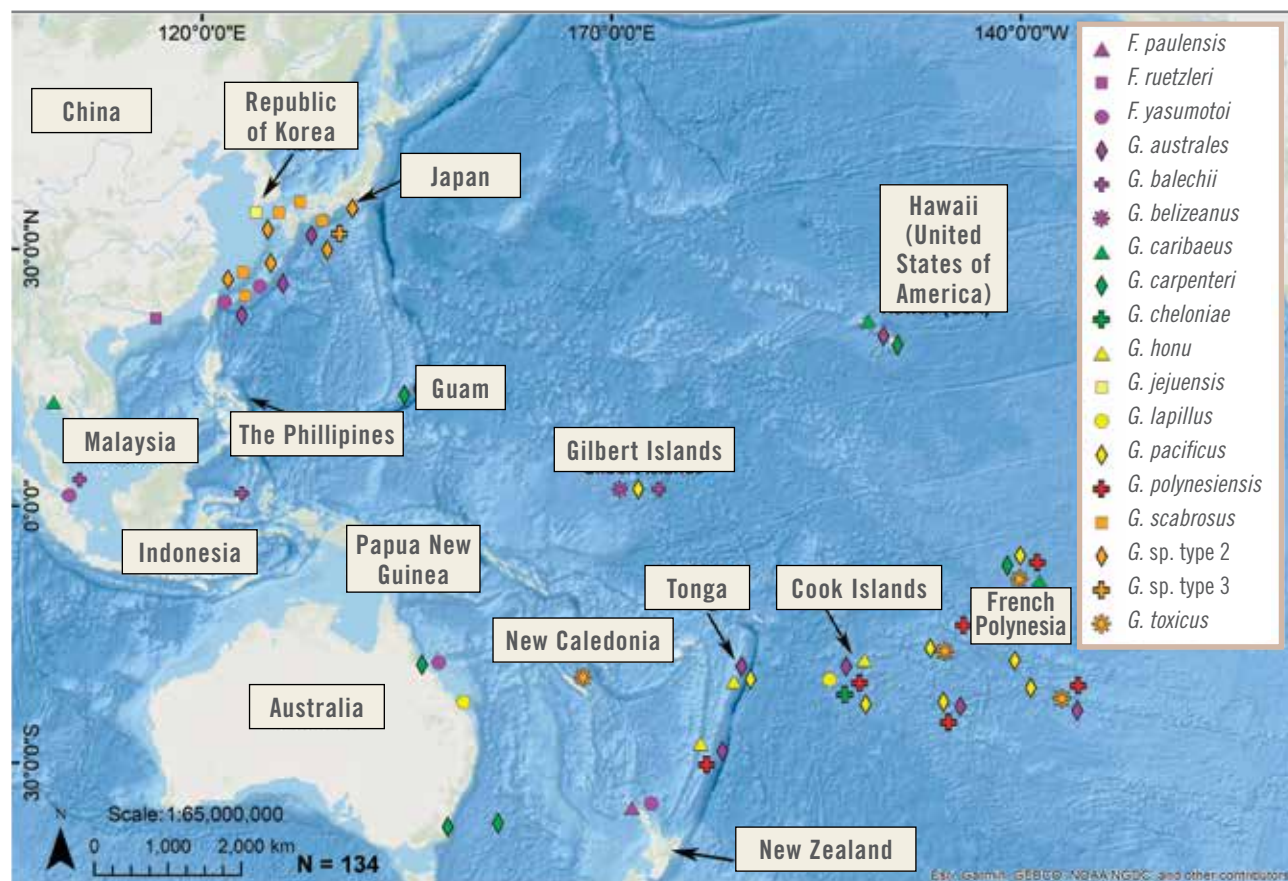 120°0'0"E
170°0'0"E
140°0'0"W
30°0'0"N
0°0'0"
30°0'0"S
China
Republic
of Korea
Japan
Hawaii
(United
States of
America)
Guam
The Phillipines
Malaysia
Gilbert Islands
Indonesia
Papua New
Guinea
Tonga
Cook Islands
French
Polynesia
New Caledonia
Australia
New Zealand
N
Scale: 1:65,000,000
0 1,000 2,000 km
N = 134
Esri, Garmin, GEBCO, NOAA NGDC, and other contributors
F. paulensis
F. ruetzleri
F. yasumotoi
G. australes
G. balechii
G. belizeanus
G. caribaeus
G. carpenteri
G. cheloniae
G. honu
G. jejuensis
G. lapillus
G. pacificus
G. polynesiensis
G. scabrosus
G. sp. type 2
G. sp. type 3
G. toxicus